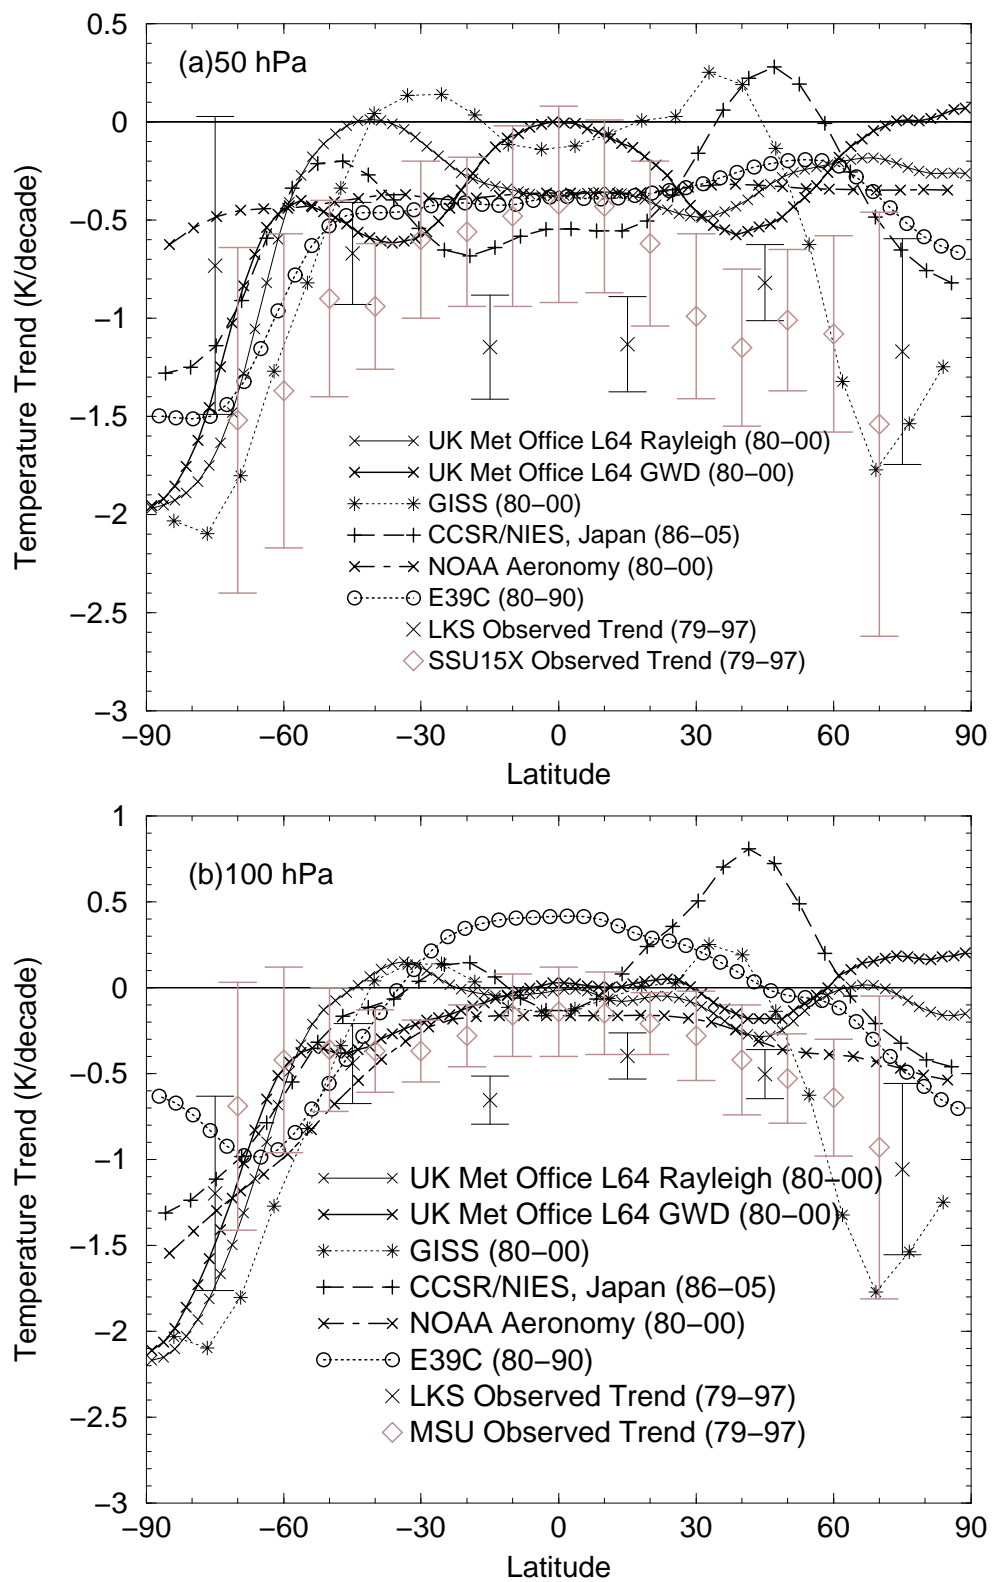 0.5
(a)50 hPa
0
−0.5
−1
−1.5
−2
−2.5
−3
Temperature Trend (K/decade)
UK Met Office L64 Rayleigh (80−00)
UK Met Office L64 GWD (80−00)
GISS (80−00)
CCSR/NIES, Japan (86−05)
NOAA Aeronomy (80−00)
E39C (80−90)
LKS Observed Trend (79−97)
SSU15X Observed Trend (79−97)
−90 −60 −30 0 30 60 90
Latitude
1
(b)100 hPa
0.5
0
−0.5
−1
−1.5
−2
−2.5
−3
Temperature Trend (K/decade)
UK Met Office L64 Rayleigh (80−00)
UK Met Office L64 GWD (80−00)
GISS (80−00)
CCSR/NIES, Japan (86−05)
NOAA Aeronomy (80−00)
E39C (80−90)
LKS Observed Trend (79−97)
MSU Observed Trend (79−97)
−90 −60 −30 0 30 60 90
Latitude